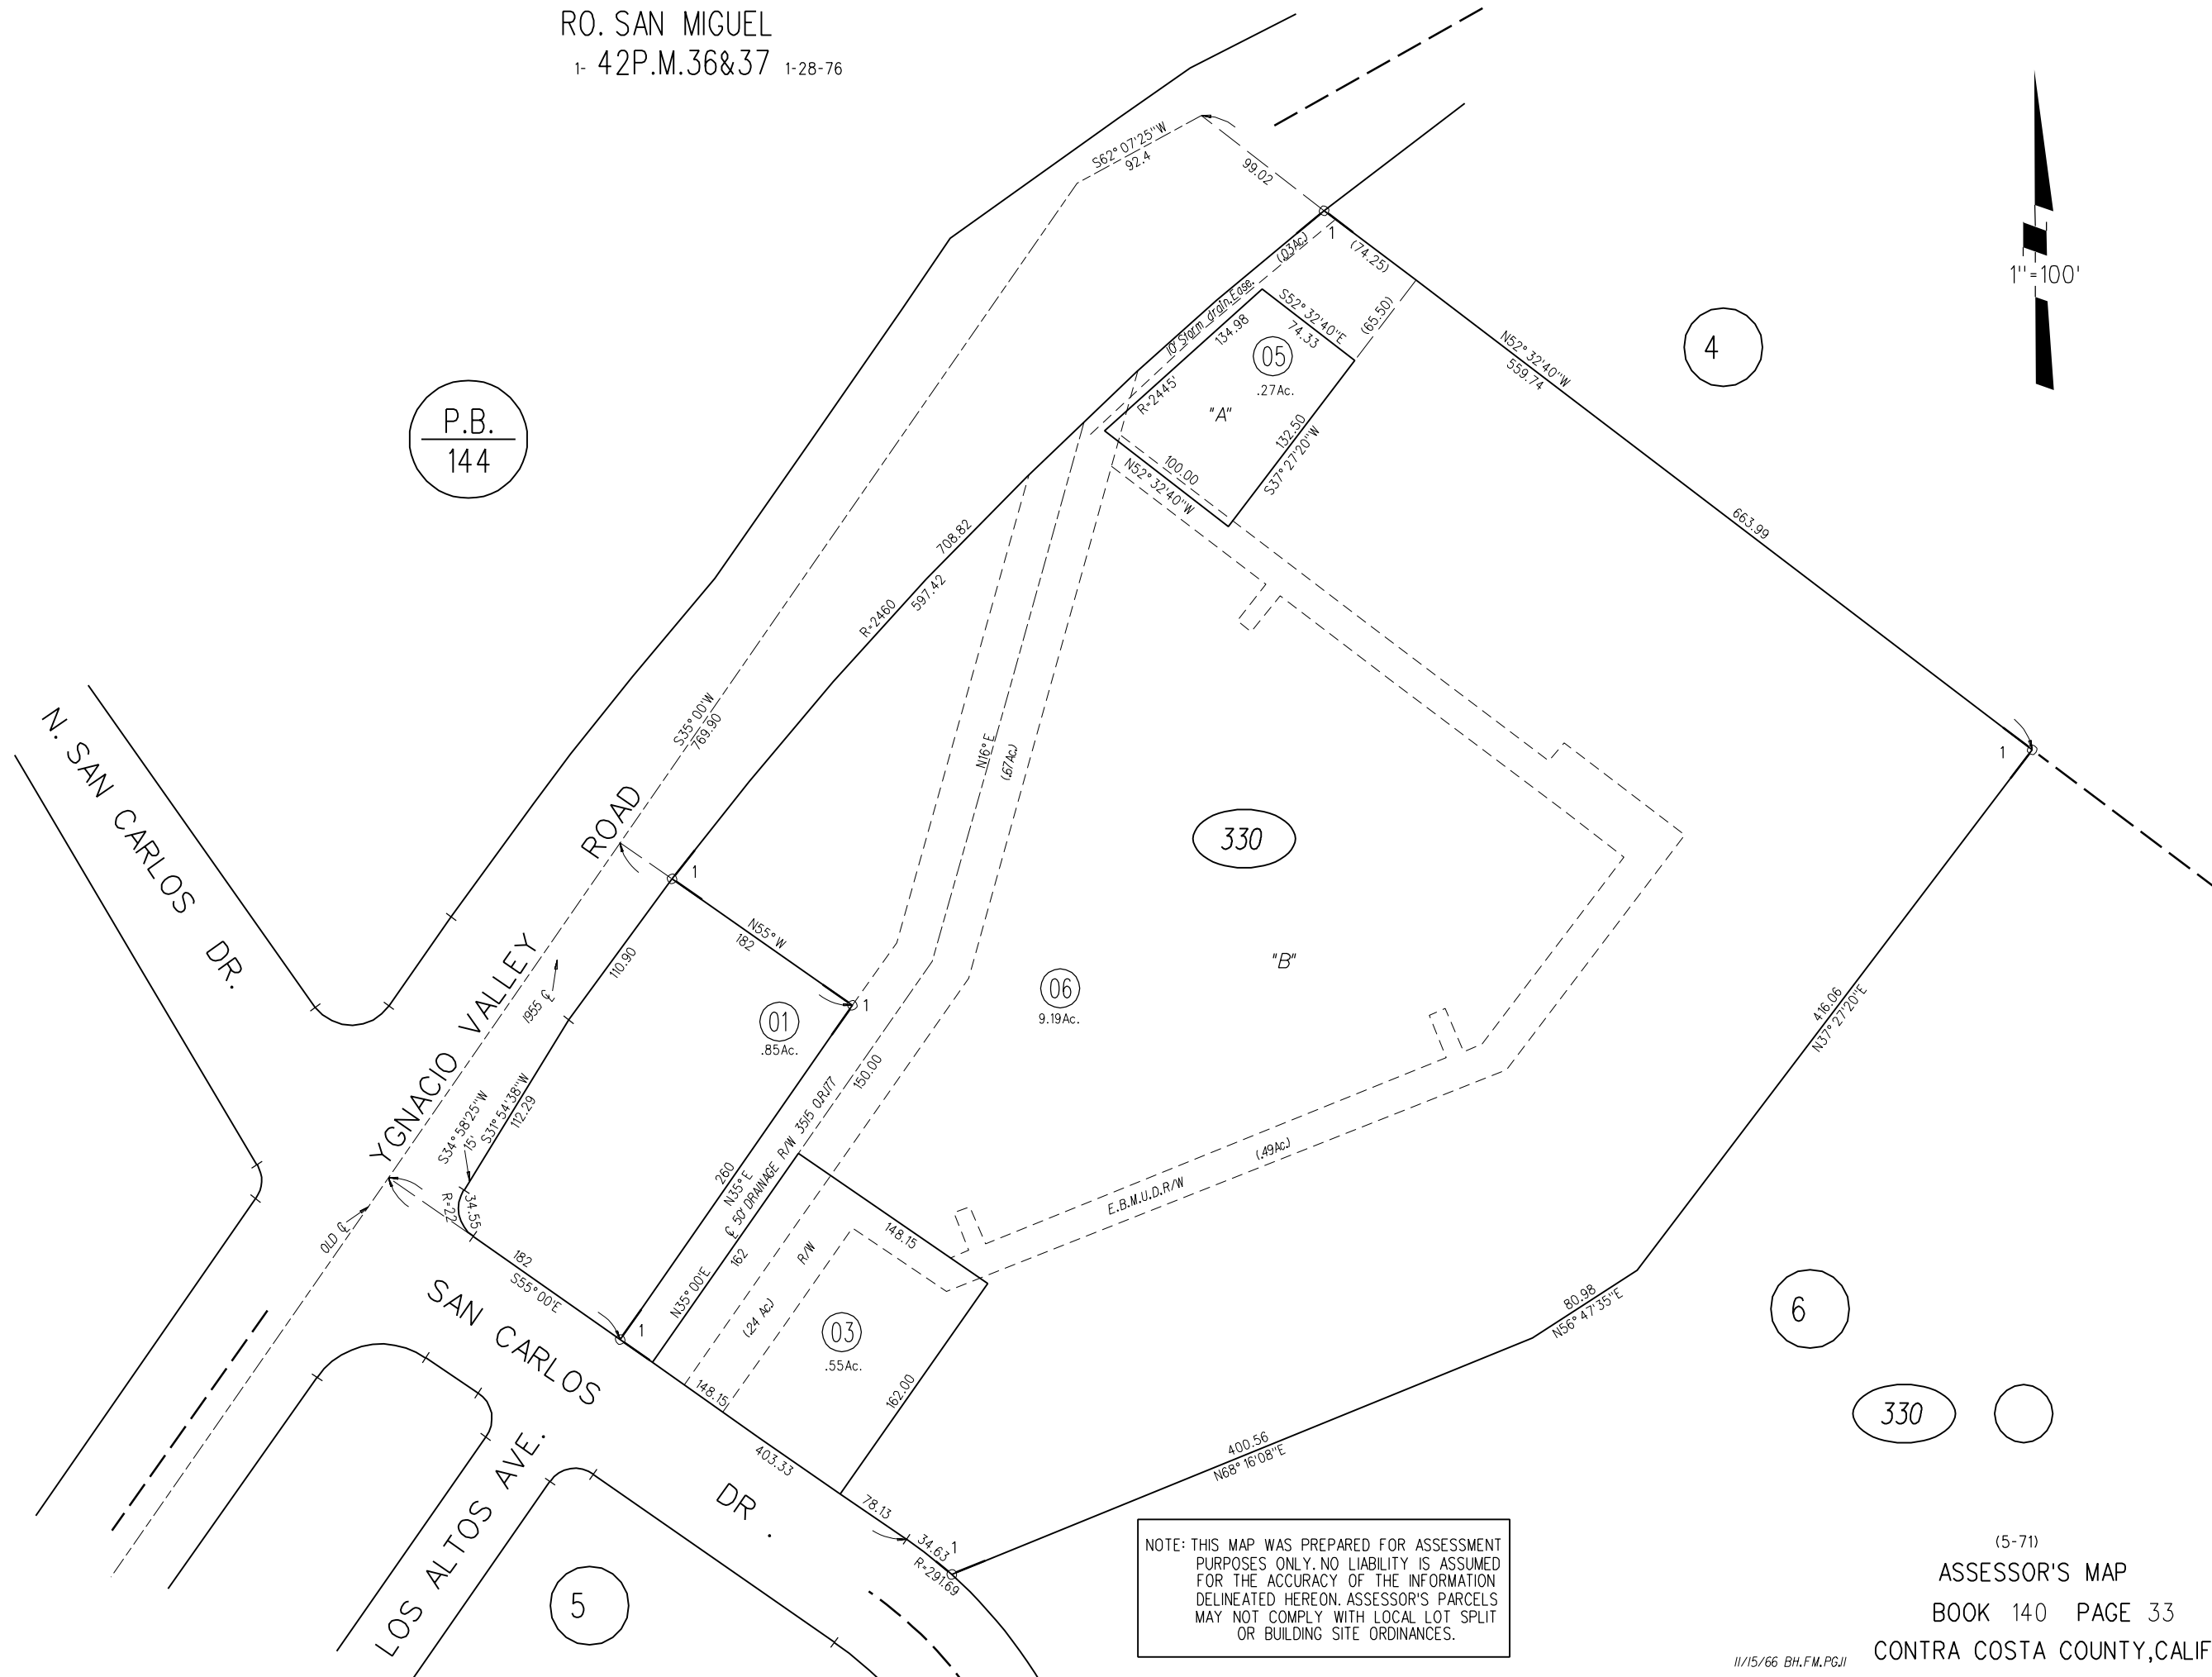 RO. SAN MIGUEL
1- 42P.M.36&37 1-28-76
S62° 07'25"W
92.4
99.02
1
(74.25)
(.03Ac.)
10' Storm drain Ease.
134.98
R=2445'
S52° 32'40"E
74.33
(65.50)
05
.27Ac.
"A"
132.50
S37° 27'20"W
100.00
N52° 32'40"W
N52° 32'40"W
559.74
663.99
4
1"=100'
P.B.
144
708.82
597.42
R=2460
S35° 00'W
769.90
N16° E
(.67Ac.)
330
"B"
06
9.19Ac.
1
416.06
N37° 27'20"E
N. SAN CARLOS DR.
YGNACIO VALLEY ROAD
1
N55° W
182
110.90
1955 ℄
01
.85Ac.
1
S34° 58'25"W
15'
S31° 54'38"W
112.29
R=22
34.55
OLD ℄
182
S55° 00'E
260
N35° E
℄ 50' DRAINAGE R/W 3515 O.R.177
150.00
N35° 00'E
162
(.24 Ac.)
R/W
148.15
03
.55Ac.
162.00
148.15
1
403.33
78.13
34.63
R=291.69
1
E.B.M.U.D.R/W
(.49Ac.)
80.98
N56° 47'35"E
400.56
N68° 16'08"E
SAN CARLOS DR.
LOS ALTOS AVE.
5
6
330
NOTE: THIS MAP WAS PREPARED FOR ASSESSMENT
PURPOSES ONLY. NO LIABILITY IS ASSUMED
FOR THE ACCURACY OF THE INFORMATION
DELINEATED HEREON. ASSESSOR'S PARCELS
MAY NOT COMPLY WITH LOCAL LOT SPLIT
OR BUILDING SITE ORDINANCES.
(5-71)
ASSESSOR'S MAP
BOOK 140 PAGE 33
CONTRA COSTA COUNTY,CALIF
11/15/66 BH.FM.PG.11